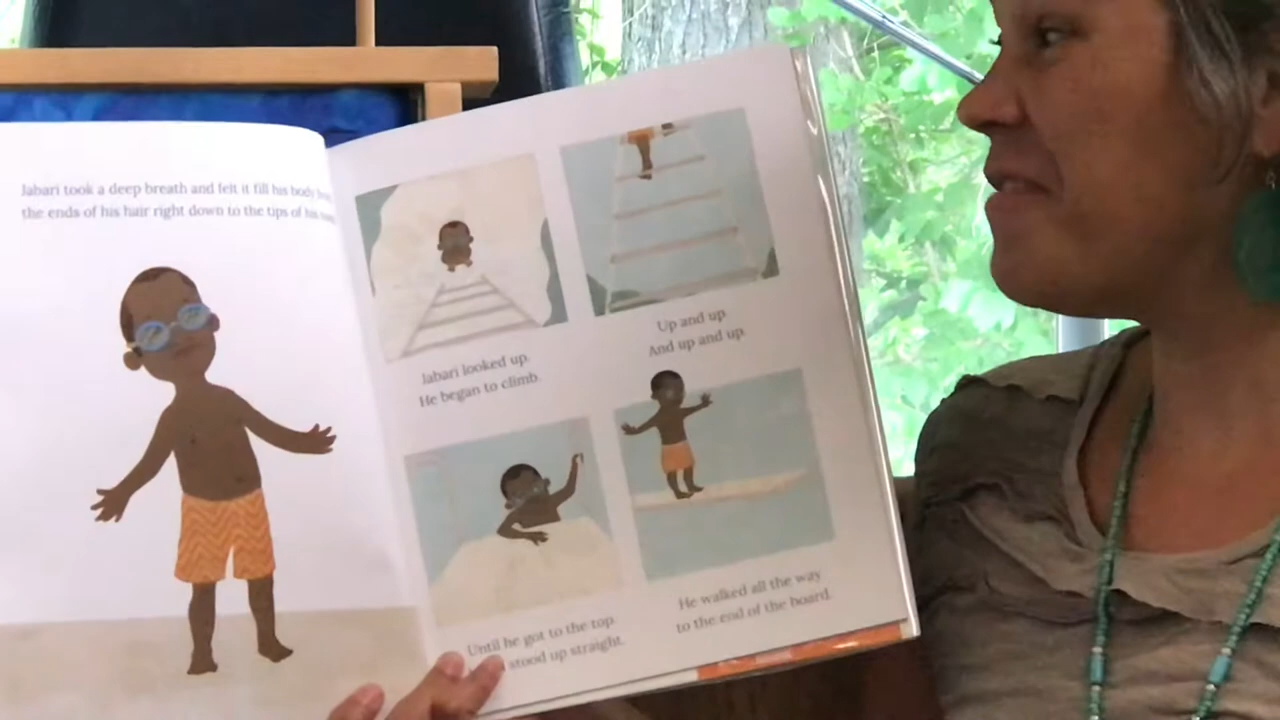 Jabari took a deep breath and felt it fill his body
the ends of his hair right down to the tips of his
Jabari looked up.
He began to climb.
Up and up
And up and up.
Until he got to the top.
stood up straight.
He walked all the way
to the end of the board.